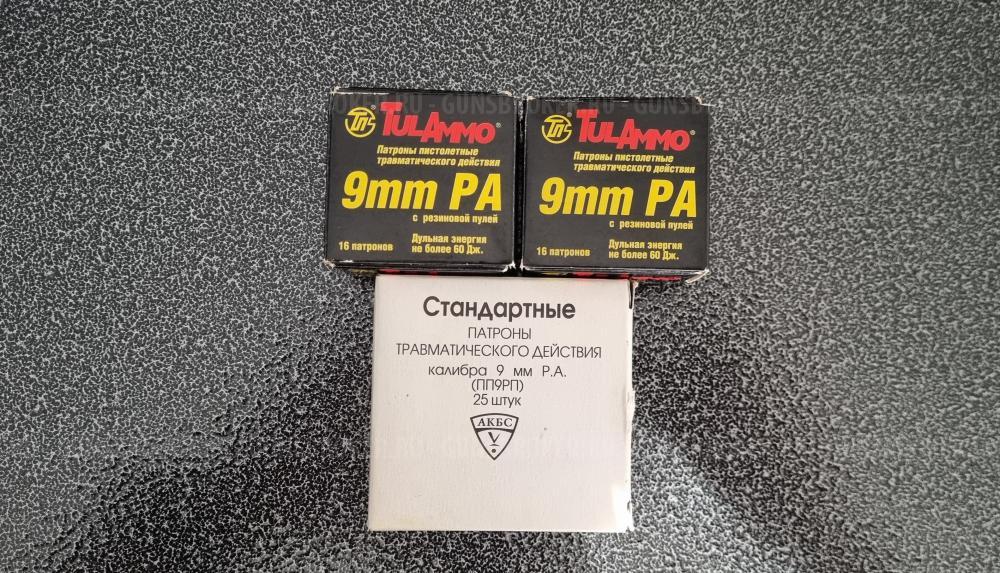 TULAMMO®
Патроны пистолетные
травматического действия
9mm PA
с резиновой пулей
16 патронов
Дульная энергия
не более 60 Дж.
TULAMMO®
Патроны пистолетные
травматического действия
9mm PA
с резиновой пулей
16 патронов
Дульная энергия
не более 60 Дж.
Стандартные
ПАТРОНЫ
ТРАВМАТИЧЕСКОГО ДЕЙСТВИЯ
калибра 9 мм Р.А.
(ПП9РП)
25 штук
АКБС